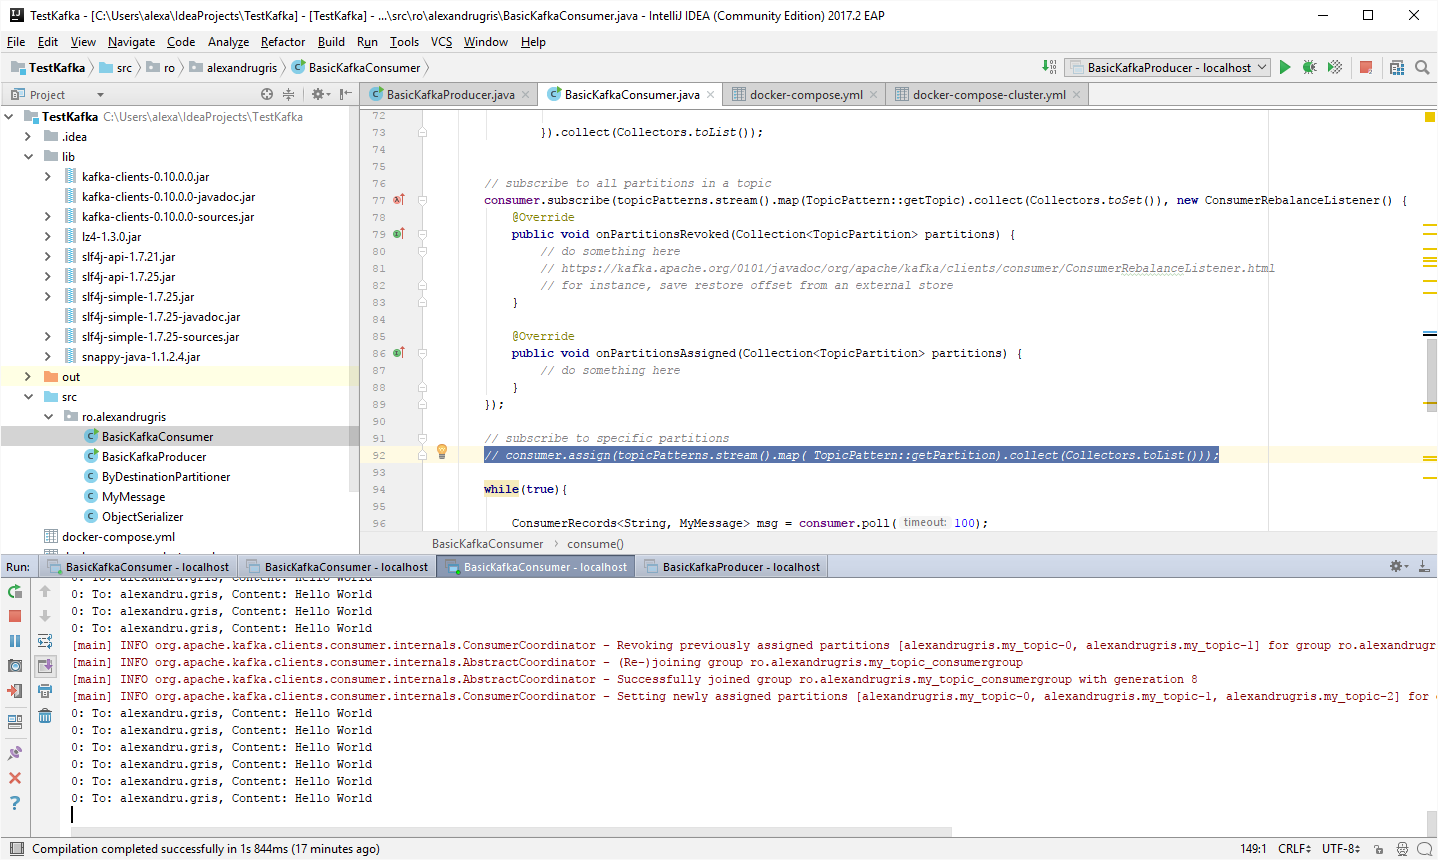 TestKafka - [C:\Users\alexa\IdeaProjects\TestKafka] - [TestKafka] - ...\src\ro\alexandrugris\BasicKafkaConsumer.java - IntelliJ IDEA (Community Edition) 2017.2 EAP
File Edit View Navigate Code Analyze Refactor Build Run Tools VCS Window Help
TestKafka src ro alexandrugris BasicKafkaConsumer BasicKafkaProducer - localhost
Project BasicKafkaProducer.java BasicKafkaConsumer.java docker-compose.yml docker-compose-cluster.yml
TestKafka C:\Users\alexa\IdeaProjects\TestKafka
.idea
lib
kafka-clients-0.10.0.0.jar
kafka-clients-0.10.0.0-javadoc.jar
kafka-clients-0.10.0.0-sources.jar
lz4-1.3.0.jar
slf4j-api-1.7.21.jar
slf4j-api-1.7.25.jar
slf4j-simple-1.7.25.jar
slf4j-simple-1.7.25-javadoc.jar
slf4j-simple-1.7.25-sources.jar
snappy-java-1.1.2.4.jar
out
src
ro.alexandrugris
BasicKafkaConsumer
BasicKafkaProducer
ByDestinationPartitioner
MyMessage
ObjectSerializer
docker-compose.yml
72
73 }).collect(Collectors.toList());
74
75
76 // subscribe to all partitions in a topic
77 consumer.subscribe(topicPatterns.stream().map(TopicPattern::getTopic).collect(Collectors.toSet()), new ConsumerRebalanceListener() {
78 @Override
79 public void onPartitionsRevoked(Collection<TopicPartition> partitions) {
80 // do something here
81 // https://kafka.apache.org/0101/javadoc/org/apache/kafka/clients/consumer/ConsumerRebalanceListener.html
82 // for instance, save restore offset from an external store
83 }
84
85 @Override
86 public void onPartitionsAssigned(Collection<TopicPartition> partitions) {
87 // do something here
88 }
89 });
90
91 // subscribe to specific partitions
92 // consumer.assign(topicPatterns.stream().map( TopicPattern::getPartition).collect(Collectors.toList()));
93
94 while(true){
95
96 ConsumerRecords<String, MyMessage> msg = consumer.poll( timeout: 100);
BasicKafkaConsumer consume()
Run: BasicKafkaConsumer - localhost BasicKafkaConsumer - localhost BasicKafkaConsumer - localhost BasicKafkaProducer - localhost
0: To: alexandru.gris, Content: Hello World
0: To: alexandru.gris, Content: Hello World
0: To: alexandru.gris, Content: Hello World
0: To: alexandru.gris, Content: Hello World
[main] INFO org.apache.kafka.clients.consumer.internals.ConsumerCoordinator - Revoking previously assigned partitions [alexandrugris.my_topic-0, alexandrugris.my_topic-1] for group ro.alexandrugr
[main] INFO org.apache.kafka.clients.consumer.internals.AbstractCoordinator - (Re-)joining group ro.alexandrugris.my_topic_consumergroup
[main] INFO org.apache.kafka.clients.consumer.internals.AbstractCoordinator - Successfully joined group ro.alexandrugris.my_topic_consumergroup with generation 8
[main] INFO org.apache.kafka.clients.consumer.internals.ConsumerCoordinator - Setting newly assigned partitions [alexandrugris.my_topic-0, alexandrugris.my_topic-1, alexandrugris.my_topic-2] for
0: To: alexandru.gris, Content: Hello World
0: To: alexandru.gris, Content: Hello World
0: To: alexandru.gris, Content: Hello World
0: To: alexandru.gris, Content: Hello World
0: To: alexandru.gris, Content: Hello World
0: To: alexandru.gris, Content: Hello World
Compilation completed successfully in 1s 844ms (17 minutes ago) 149:1 CRLF UTF-8